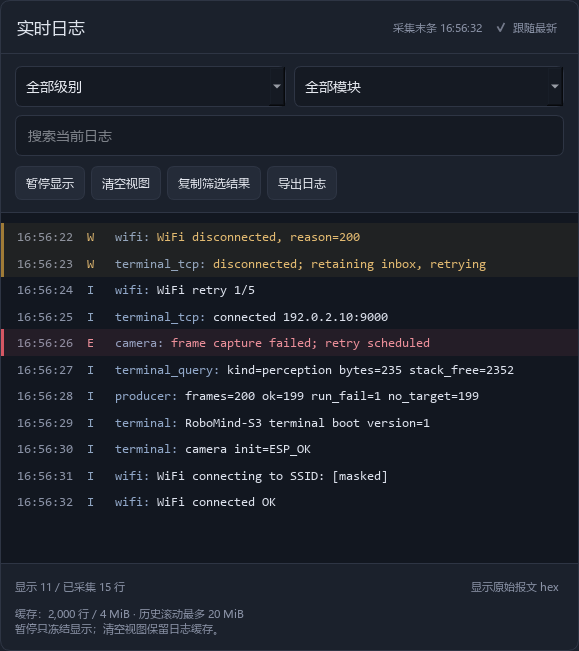 实时日志 采集末条 16:56:32 ✓ 跟随最新
全部级别 全部模块
搜索当前日志
暂停显示 清空视图 复制筛选结果 导出日志
16:56:22 W wifi: WiFi disconnected, reason=200
16:56:23 W terminal_tcp: disconnected; retaining inbox, retrying
16:56:24 I wifi: WiFi retry 1/5
16:56:25 I terminal_tcp: connected 192.0.2.10:9000
16:56:26 E camera: frame capture failed; retry scheduled
16:56:27 I terminal_query: kind=perception bytes=235 stack_free=2352
16:56:28 I producer: frames=200 ok=199 run_fail=1 no_target=199
16:56:29 I terminal: RoboMind-S3 terminal boot version=1
16:56:30 I terminal: camera init=ESP_OK
16:56:31 I wifi: WiFi connecting to SSID: [masked]
16:56:32 I wifi: WiFi connected OK
显示 11 / 已采集 15 行 显示原始报文 hex
缓存：2,000 行 / 4 MiB · 历史滚动最多 20 MiB
暂停只冻结显示；清空视图保留日志缓存。